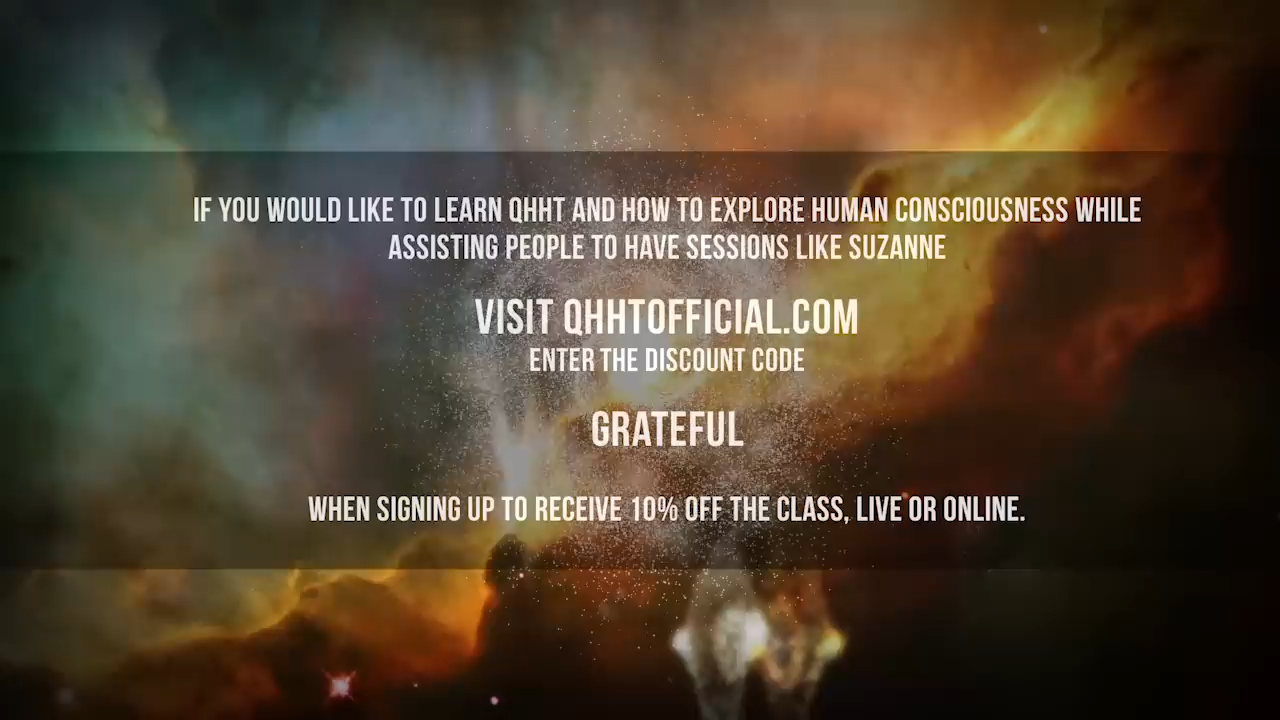 IF YOU WOULD LIKE TO LEARN QHHT AND HOW TO EXPLORE HUMAN CONSCIOUSNESS WHILE
ASSISTING PEOPLE TO HAVE SESSIONS LIKE SUZANNE
VISIT QHHTOFFICIAL.COM
ENTER THE DISCOUNT CODE
GRATEFUL
WHEN SIGNING UP TO RECEIVE 10% OFF THE CLASS, LIVE OR ONLINE.